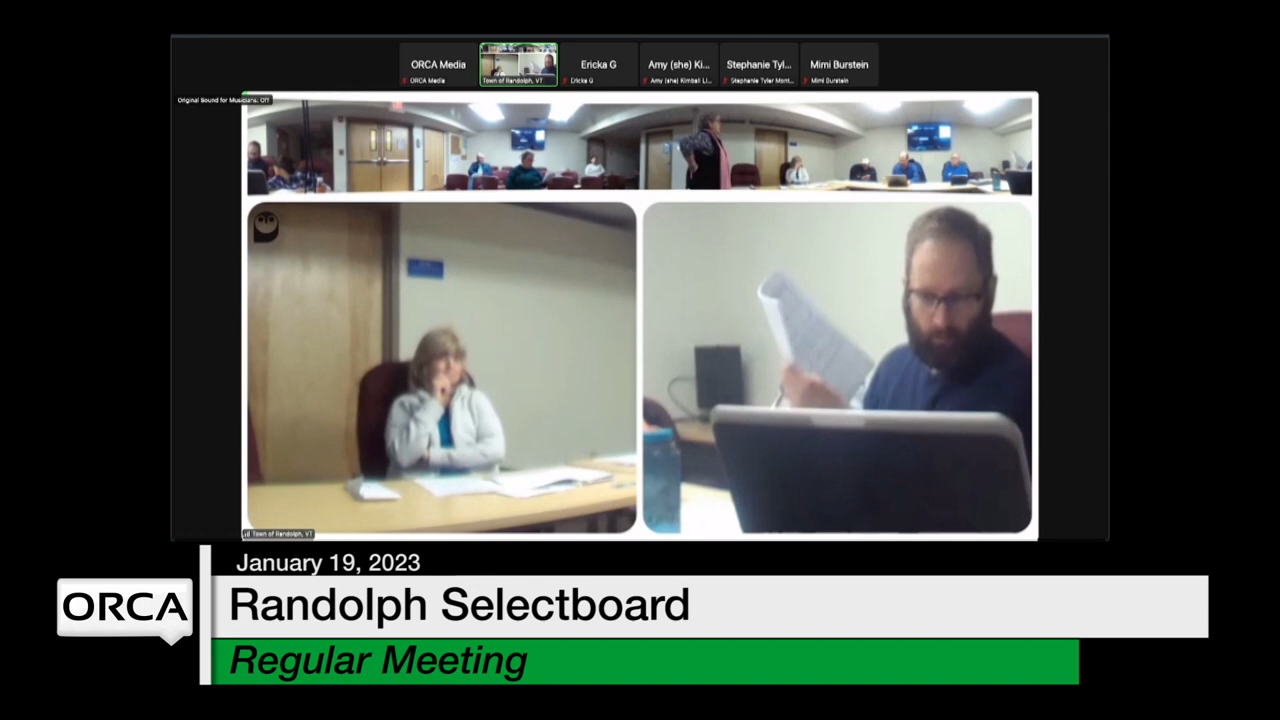 ORCA Media
Ericka G
Amy (she) Ki...
Stephanie Tyl...
Mimi Burstein
ORCA Media
Town of Randolph, VT
Ericka G
Amy (she) Kimball Li...
Stephanie Tyler Mont...
Mimi Burstein
Original Sound for Musicians: Off
Town of Randolph, VT
January 19, 2023
ORCA
Randolph Selectboard
Regular Meeting